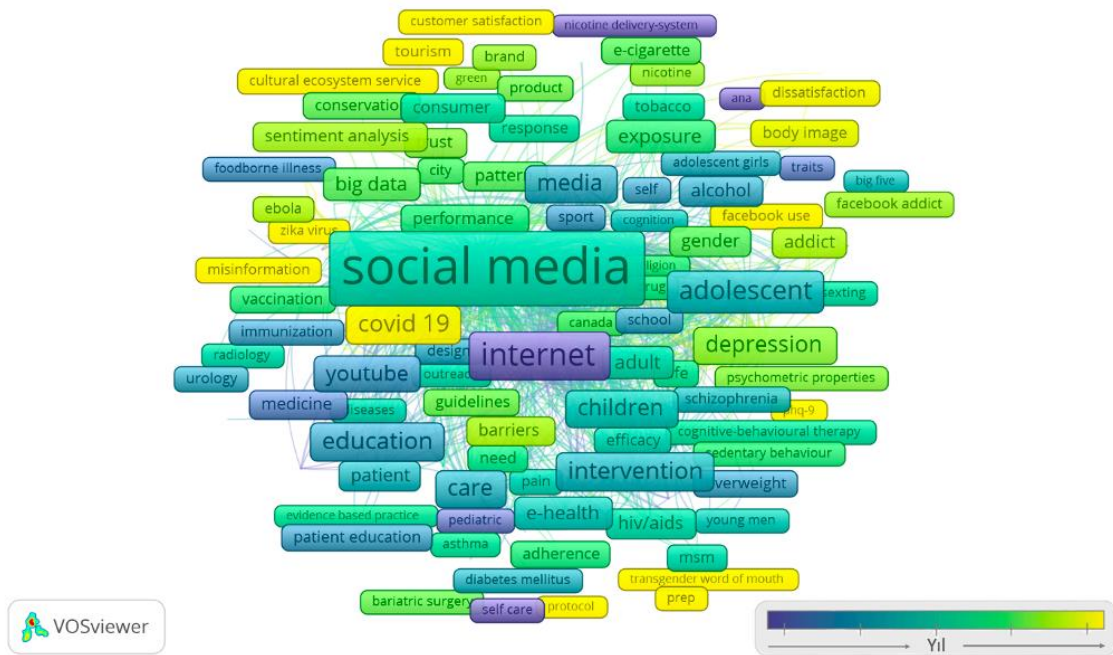 customer satisfaction
nicotine delivery-system
tourism
brand
e-cigarette
cultural ecosystem service
green
product
nicotine
ana
dissatisfaction
conservation
consumer
tobacco
sentiment analysis
response
exposure
body image
foodborne illness
city
media
self
adolescent girls
alcohol
traits
big five
big data
facebook addict
ebola
performance
sport
cognition
facebook use
zika virus
gender
addict
social media
misinformation
adolescent
sexting
vaccination
covid 19
canada
school
immunization
design
internet
adult
depression
radiology
youtube
outreach
psychometric properties
urology
schizophrenia
medicine
diseases
guidelines
children
phq-9
education
barriers
efficacy
cognitive-behavioural therapy
need
sedentary behaviour
patient
care
pain
intervention
overweight
evidence based practice
pediatric
e-health
hiv/aids
young men
patient education
asthma
adherence
msm
diabetes mellitus
transgender word of mouth
bariatric surgery
self care
protocol
prep
VOSviewer
Yıl